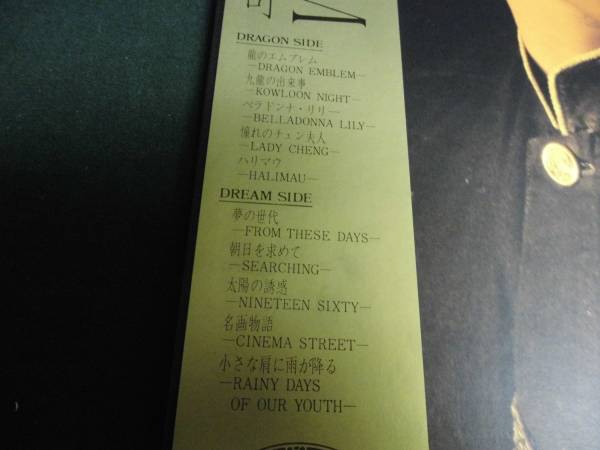 司
DRAGON SIDE
龍のエムブレム
—DRAGON EMBLEM—
九龍の出来事
—KOWLOON NIGHT—
ベラドンナ・リリー
—BELLADONNA LILY—
憧れのチェン夫人
—LADY CHENG—
ハリマウ
—HALIMAU—
DREAM SIDE
夢の世代
—FROM THESE DAYS—
朝日を求めて
—SEARCHING—
太陽の誘惑
—NINETEEN SIXTY—
名画物語
—CINEMA STREET—
小さな肩に雨が降る
—RAINY DAYS
OF OUR YOUTH—